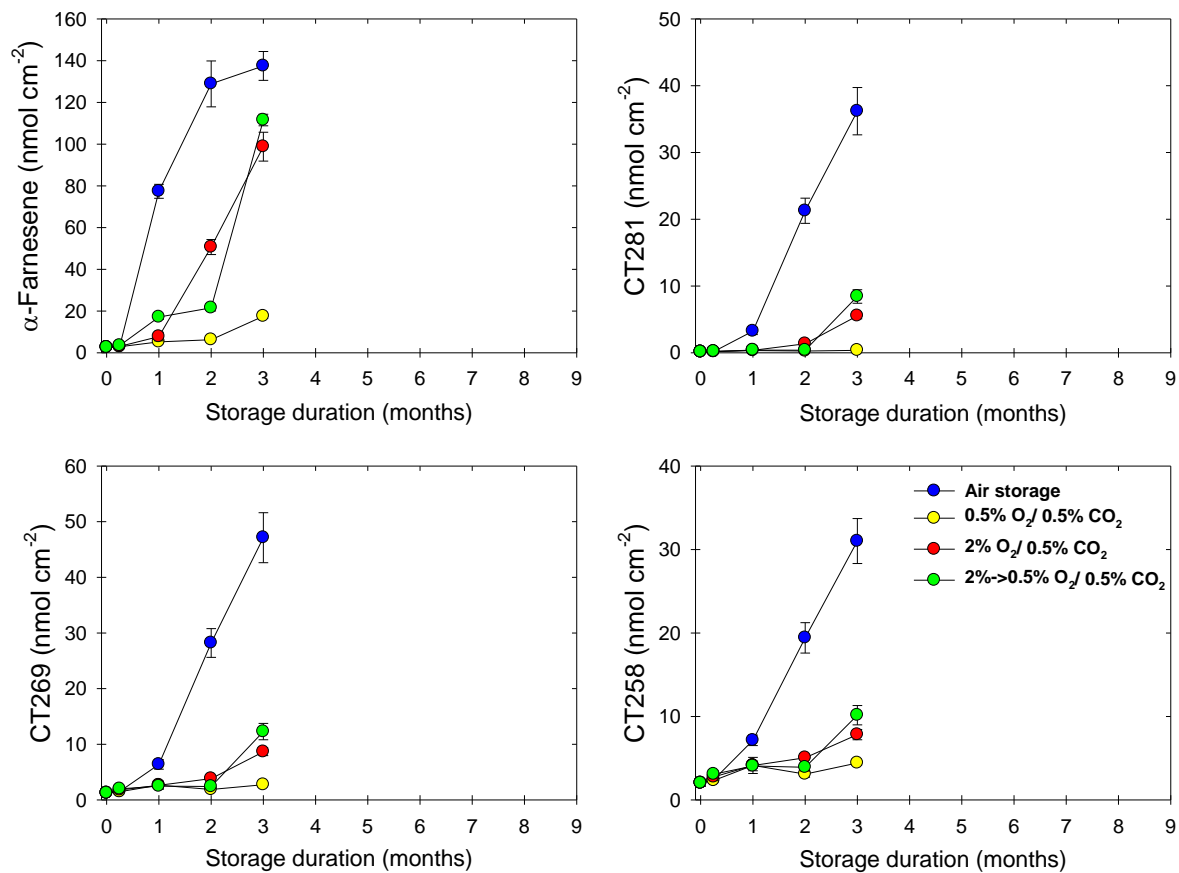 α-Farnesene (nmol cm-2)
160
140
120
100
80
60
40
20
0
0 1 2 3 4 5 6 7 8 9
Storage duration (months)
CT281 (nmol cm-2)
50
40
30
20
10
0
0 1 2 3 4 5 6 7 8 9
Storage duration (months)
CT269 (nmol cm-2)
60
50
40
30
20
10
0
0 1 2 3 4 5 6 7 8 9
Storage duration (months)
CT258 (nmol cm-2)
40
30
20
10
0
Air storage
0.5% O2/ 0.5% CO2
2% O2/ 0.5% CO2
2%->0.5% O2/ 0.5% CO2
0 1 2 3 4 5 6 7 8 9
Storage duration (months)